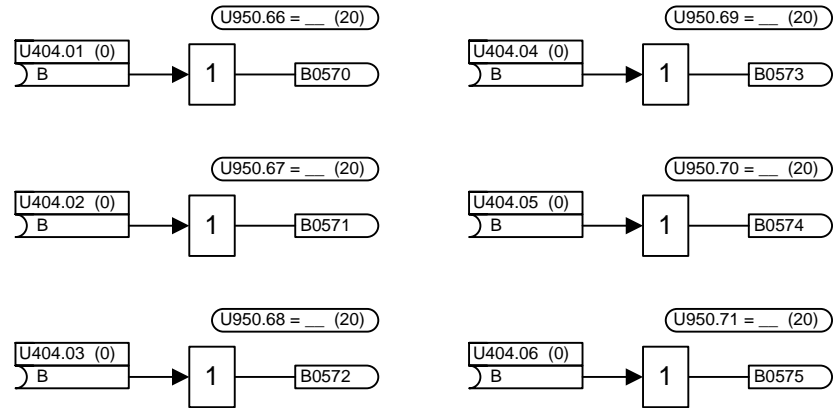 U950.66 = __ (20)
U404.01 (0)
B
1
B0570
U950.69 = __ (20)
U404.04 (0)
B
1
B0573
U950.67 = __ (20)
U404.02 (0)
B
1
B0571
U950.70 = __ (20)
U404.05 (0)
B
1
B0574
U950.68 = __ (20)
U404.03 (0)
B
1
B0572
U950.71 = __ (20)
U404.06 (0)
B
1
B0575